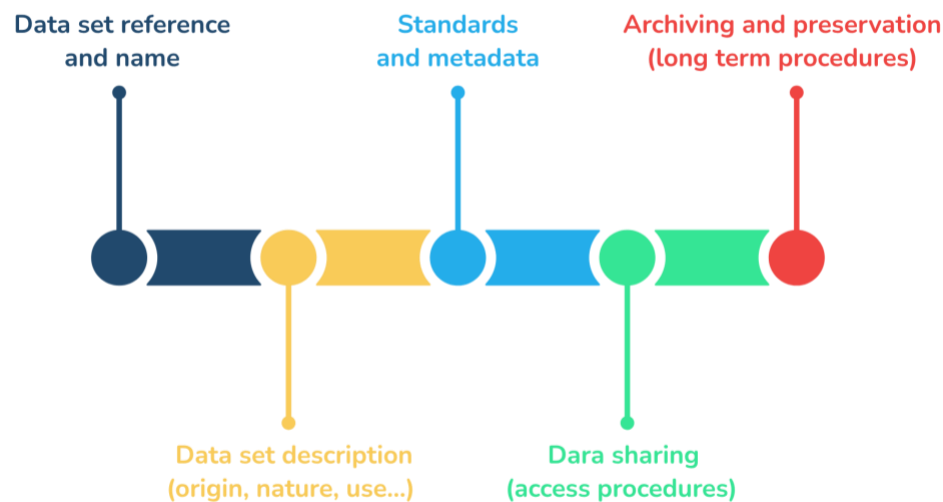 Data set reference
and name
Standards
and metadata
Archiving and preservation
(long term procedures)
Data set description
(origin, nature, use...)
Dara sharing
(access procedures)